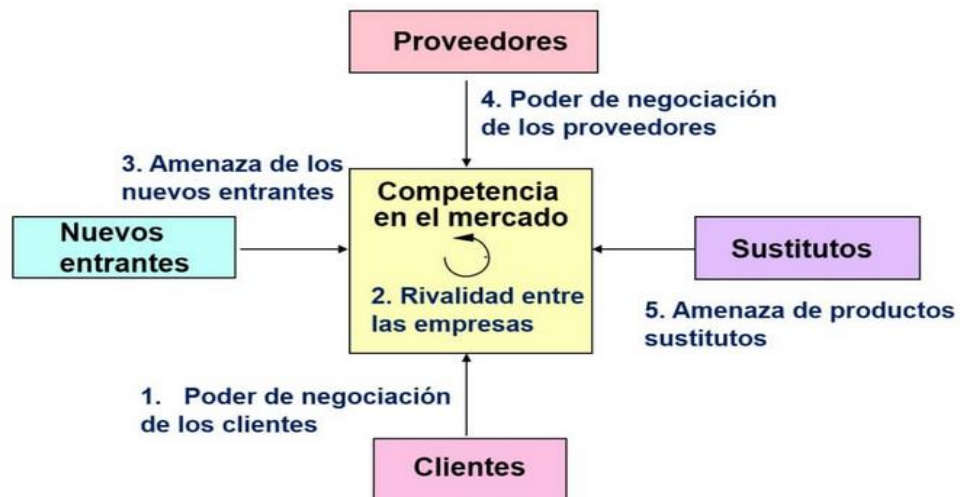 Proveedores
4. Poder de negociación
de los proveedores
3. Amenaza de los
nuevos entrantes
Competencia
en el mercado
Nuevos
entrantes
Sustitutos
2. Rivalidad entre
las empresas
5. Amenaza de productos
sustitutos
1. Poder de negociación
de los clientes
Clientes